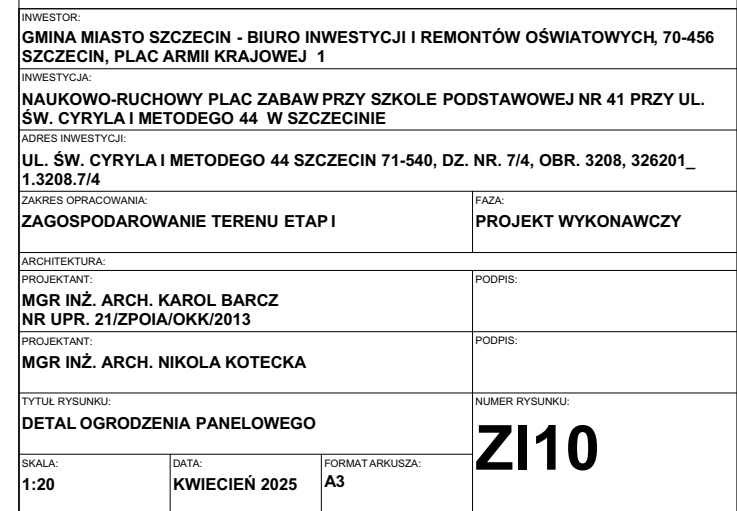 INWESTOR:
GMINA MIASTO SZCZECIN - BIURO INWESTYCJI I REMONTÓW OŚWIATOWYCH, 70-456
SZCZECIN, PLAC ARMII KRAJOWEJ 1
INWESTYCJA:
NAUKOWO-RUCHOWY PLAC ZABAW PRZY SZKOLE PODSTAWOWEJ NR 41 PRZY UL.
ŚW. CYRYLA I METODEGO 44 W SZCZECINIE
ADRES INWESTYCJI:
UL. ŚW. CYRYLA I METODEGO 44 SZCZECIN 71-540, DZ. NR. 7/4, OBR. 3208, 326201_
1.3208.7/4
ZAKRES OPRACOWANIA:
ZAGOSPODAROWANIE TERENU ETAP I
FAZA:
PROJEKT WYKONAWCZY
ARCHITEKTURA:
PROJEKTANT:
MGR INŻ. ARCH. KAROL BARCZ
NR UPR. 21/ZPOIA/OKK/2013
PODPIS:
PROJEKTANT:
MGR INŻ. ARCH. NIKOLA KOTECKA
PODPIS:
TYTUŁ RYSUNKU:
DETAL OGRODZENIA PANELOWEGO
NUMER RYSUNKU:
ZI10
SKALA:
1:20
DATA:
KWIECIEŃ 2025
FORMAT ARKUSZA:
A3